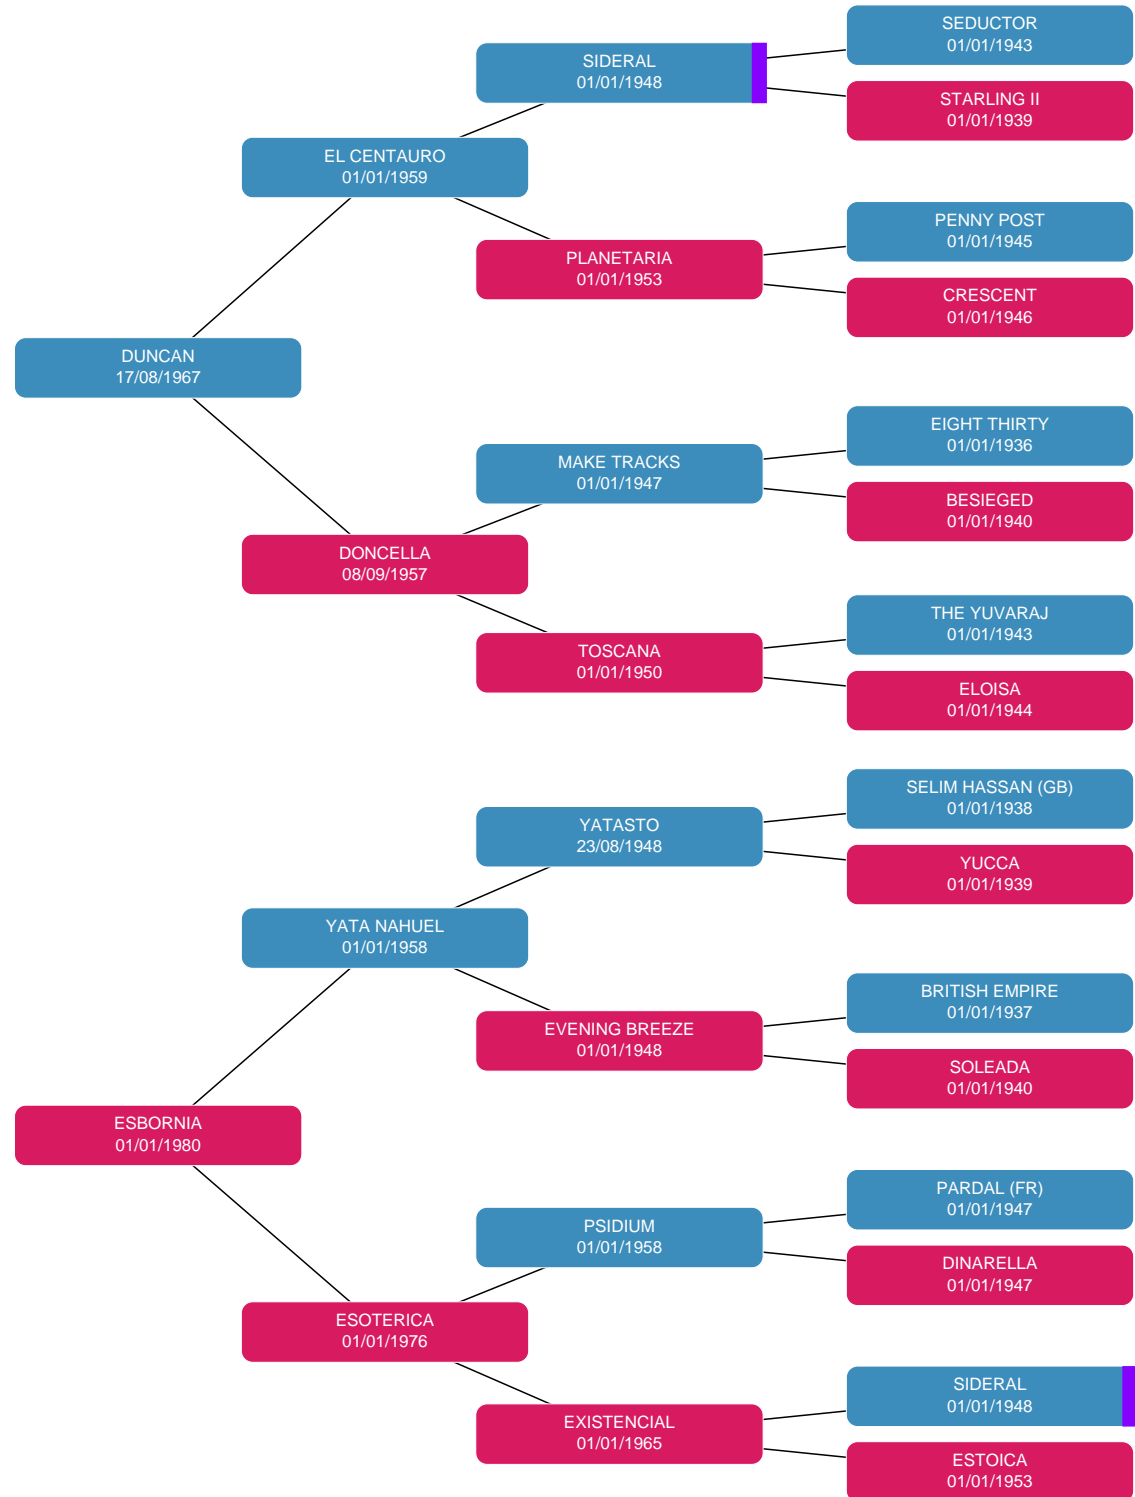 SEDUCTOR
01/01/1943
SIDERAL
01/01/1948
STARLING II
01/01/1939
EL CENTAURO
01/01/1959
PENNY POST
01/01/1945
PLANETARIA
01/01/1953
CRESCENT
01/01/1946
DUNCAN
17/08/1967
EIGHT THIRTY
01/01/1936
MAKE TRACKS
01/01/1947
BESIEGED
01/01/1940
DONCELLA
08/09/1957
THE YUVARAJ
01/01/1943
TOSCANA
01/01/1950
ELOISA
01/01/1944
SELIM HASSAN (GB)
01/01/1938
YATASTO
23/08/1948
YUCCA
01/01/1939
YATA NAHUEL
01/01/1958
BRITISH EMPIRE
01/01/1937
EVENING BREEZE
01/01/1948
SOLEADA
01/01/1940
ESBORNIA
01/01/1980
PARDAL (FR)
01/01/1947
PSIDIUM
01/01/1958
DINARELLA
01/01/1947
ESOTERICA
01/01/1976
SIDERAL
01/01/1948
EXISTENCIAL
01/01/1965
ESTOICA
01/01/1953